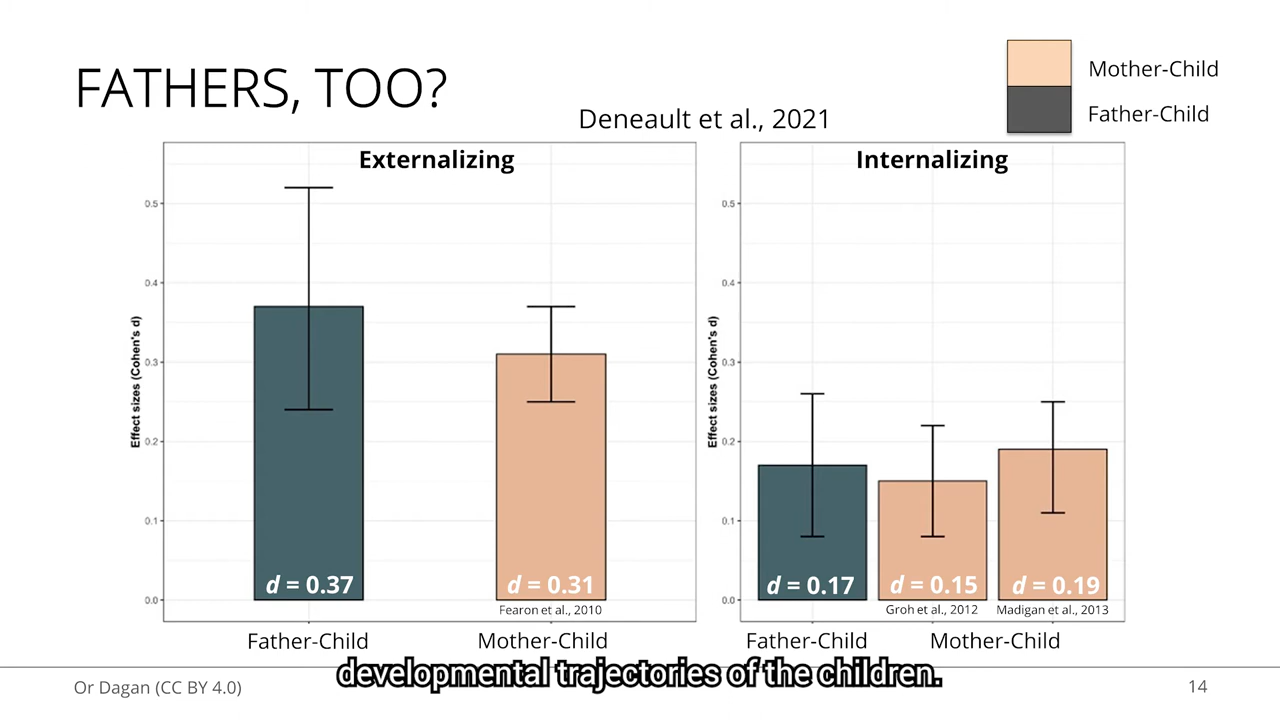 FATHERS, TOO?
Deneault et al., 2021
Mother-Child
Father-Child
Externalizing
Effect sizes (Cohen's d)
0.5
0.4
0.3
0.2
0.1
0.0
d = 0.37
d = 0.31
Fearon et al., 2010
Father-Child
Mother-Child
Internalizing
Effect sizes (Cohen's d)
0.5
0.4
0.3
0.2
0.1
0.0
d = 0.17
d = 0.15
d = 0.19
Groh et al., 2012
Madigan et al., 2013
Father-Child
Mother-Child
developmental trajectories of the children.
Or Dagan (CC BY 4.0)
14